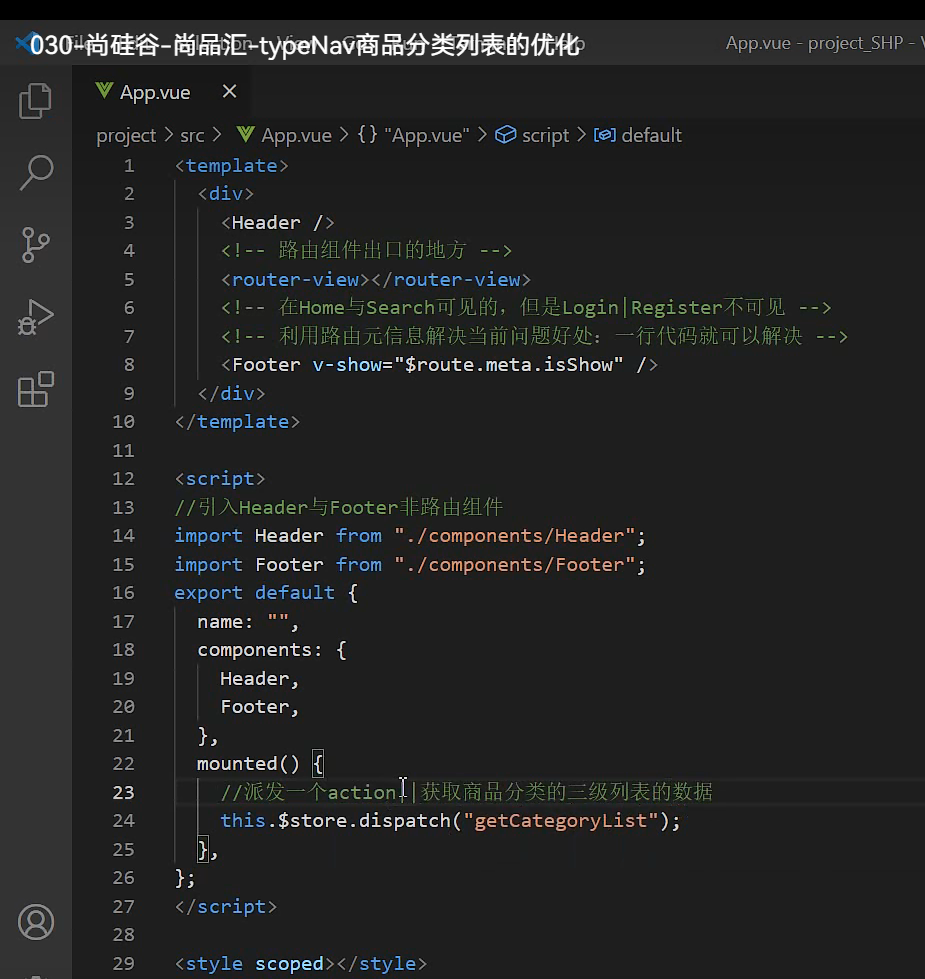 030-尚硅谷-尚品汇-typeNav商品分类列表的优化
App.vue - project_SHP -
App.vue
project > src > App.vue > {} "App.vue" > script > default
1 <template>
2 <div>
3 <Header />
4 <!-- 路由组件出口的地方 -->
5 <router-view></router-view>
6 <!-- 在Home与Search可见的，但是Login|Register不可见 -->
7 <!-- 利用路由元信息解决当前问题好处：一行代码就可以解决 -->
8 <Footer v-show="$route.meta.isShow" />
9 </div>
10 </template>
11
12 <script>
13 //引入Header与Footer非路由组件
14 import Header from "./components/Header";
15 import Footer from "./components/Footer";
16 export default {
17 name: "",
18 components: {
19 Header,
20 Footer,
21 },
22 mounted() {
23 //派发一个action||获取商品分类的三级列表的数据
24 this.$store.dispatch("getCategoryList");
25 },
26 };
27 </script>
28
29 <style scoped></style>